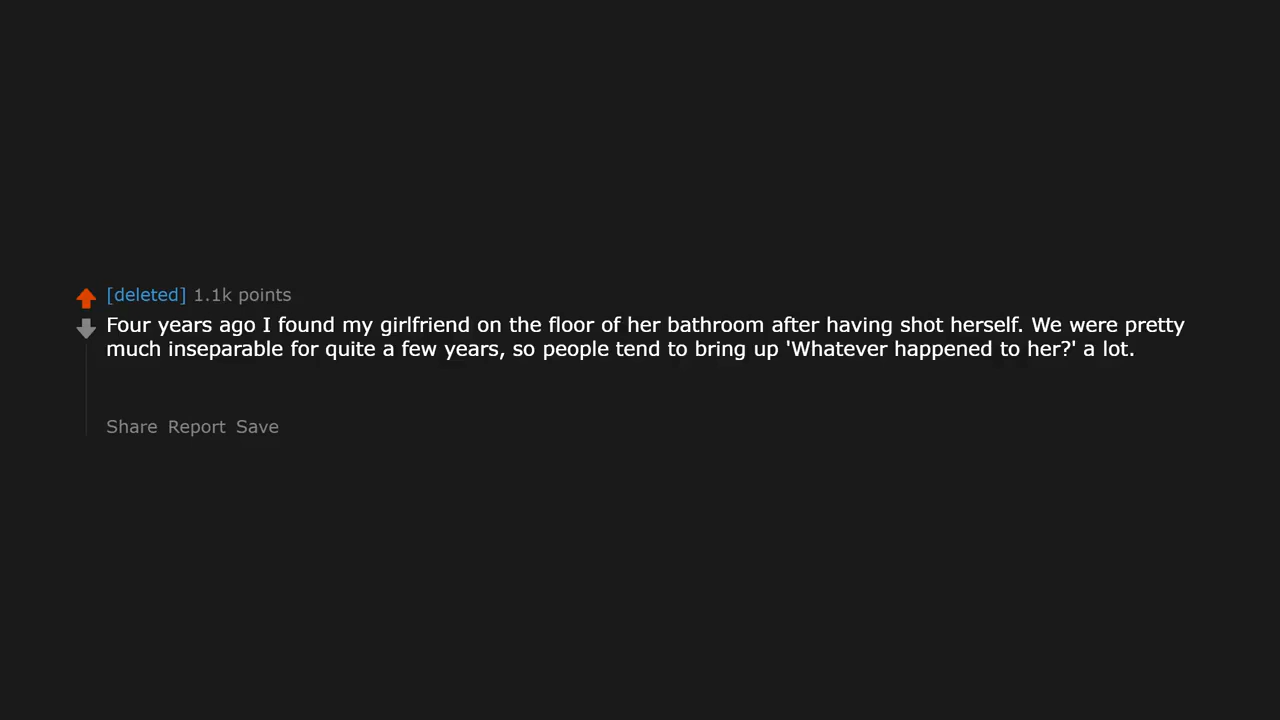 [deleted] 1.1k points
Four years ago I found my girlfriend on the floor of her bathroom after having shot herself. We were pretty
much inseparable for quite a few years, so people tend to bring up 'Whatever happened to her?' a lot.
Share Report Save